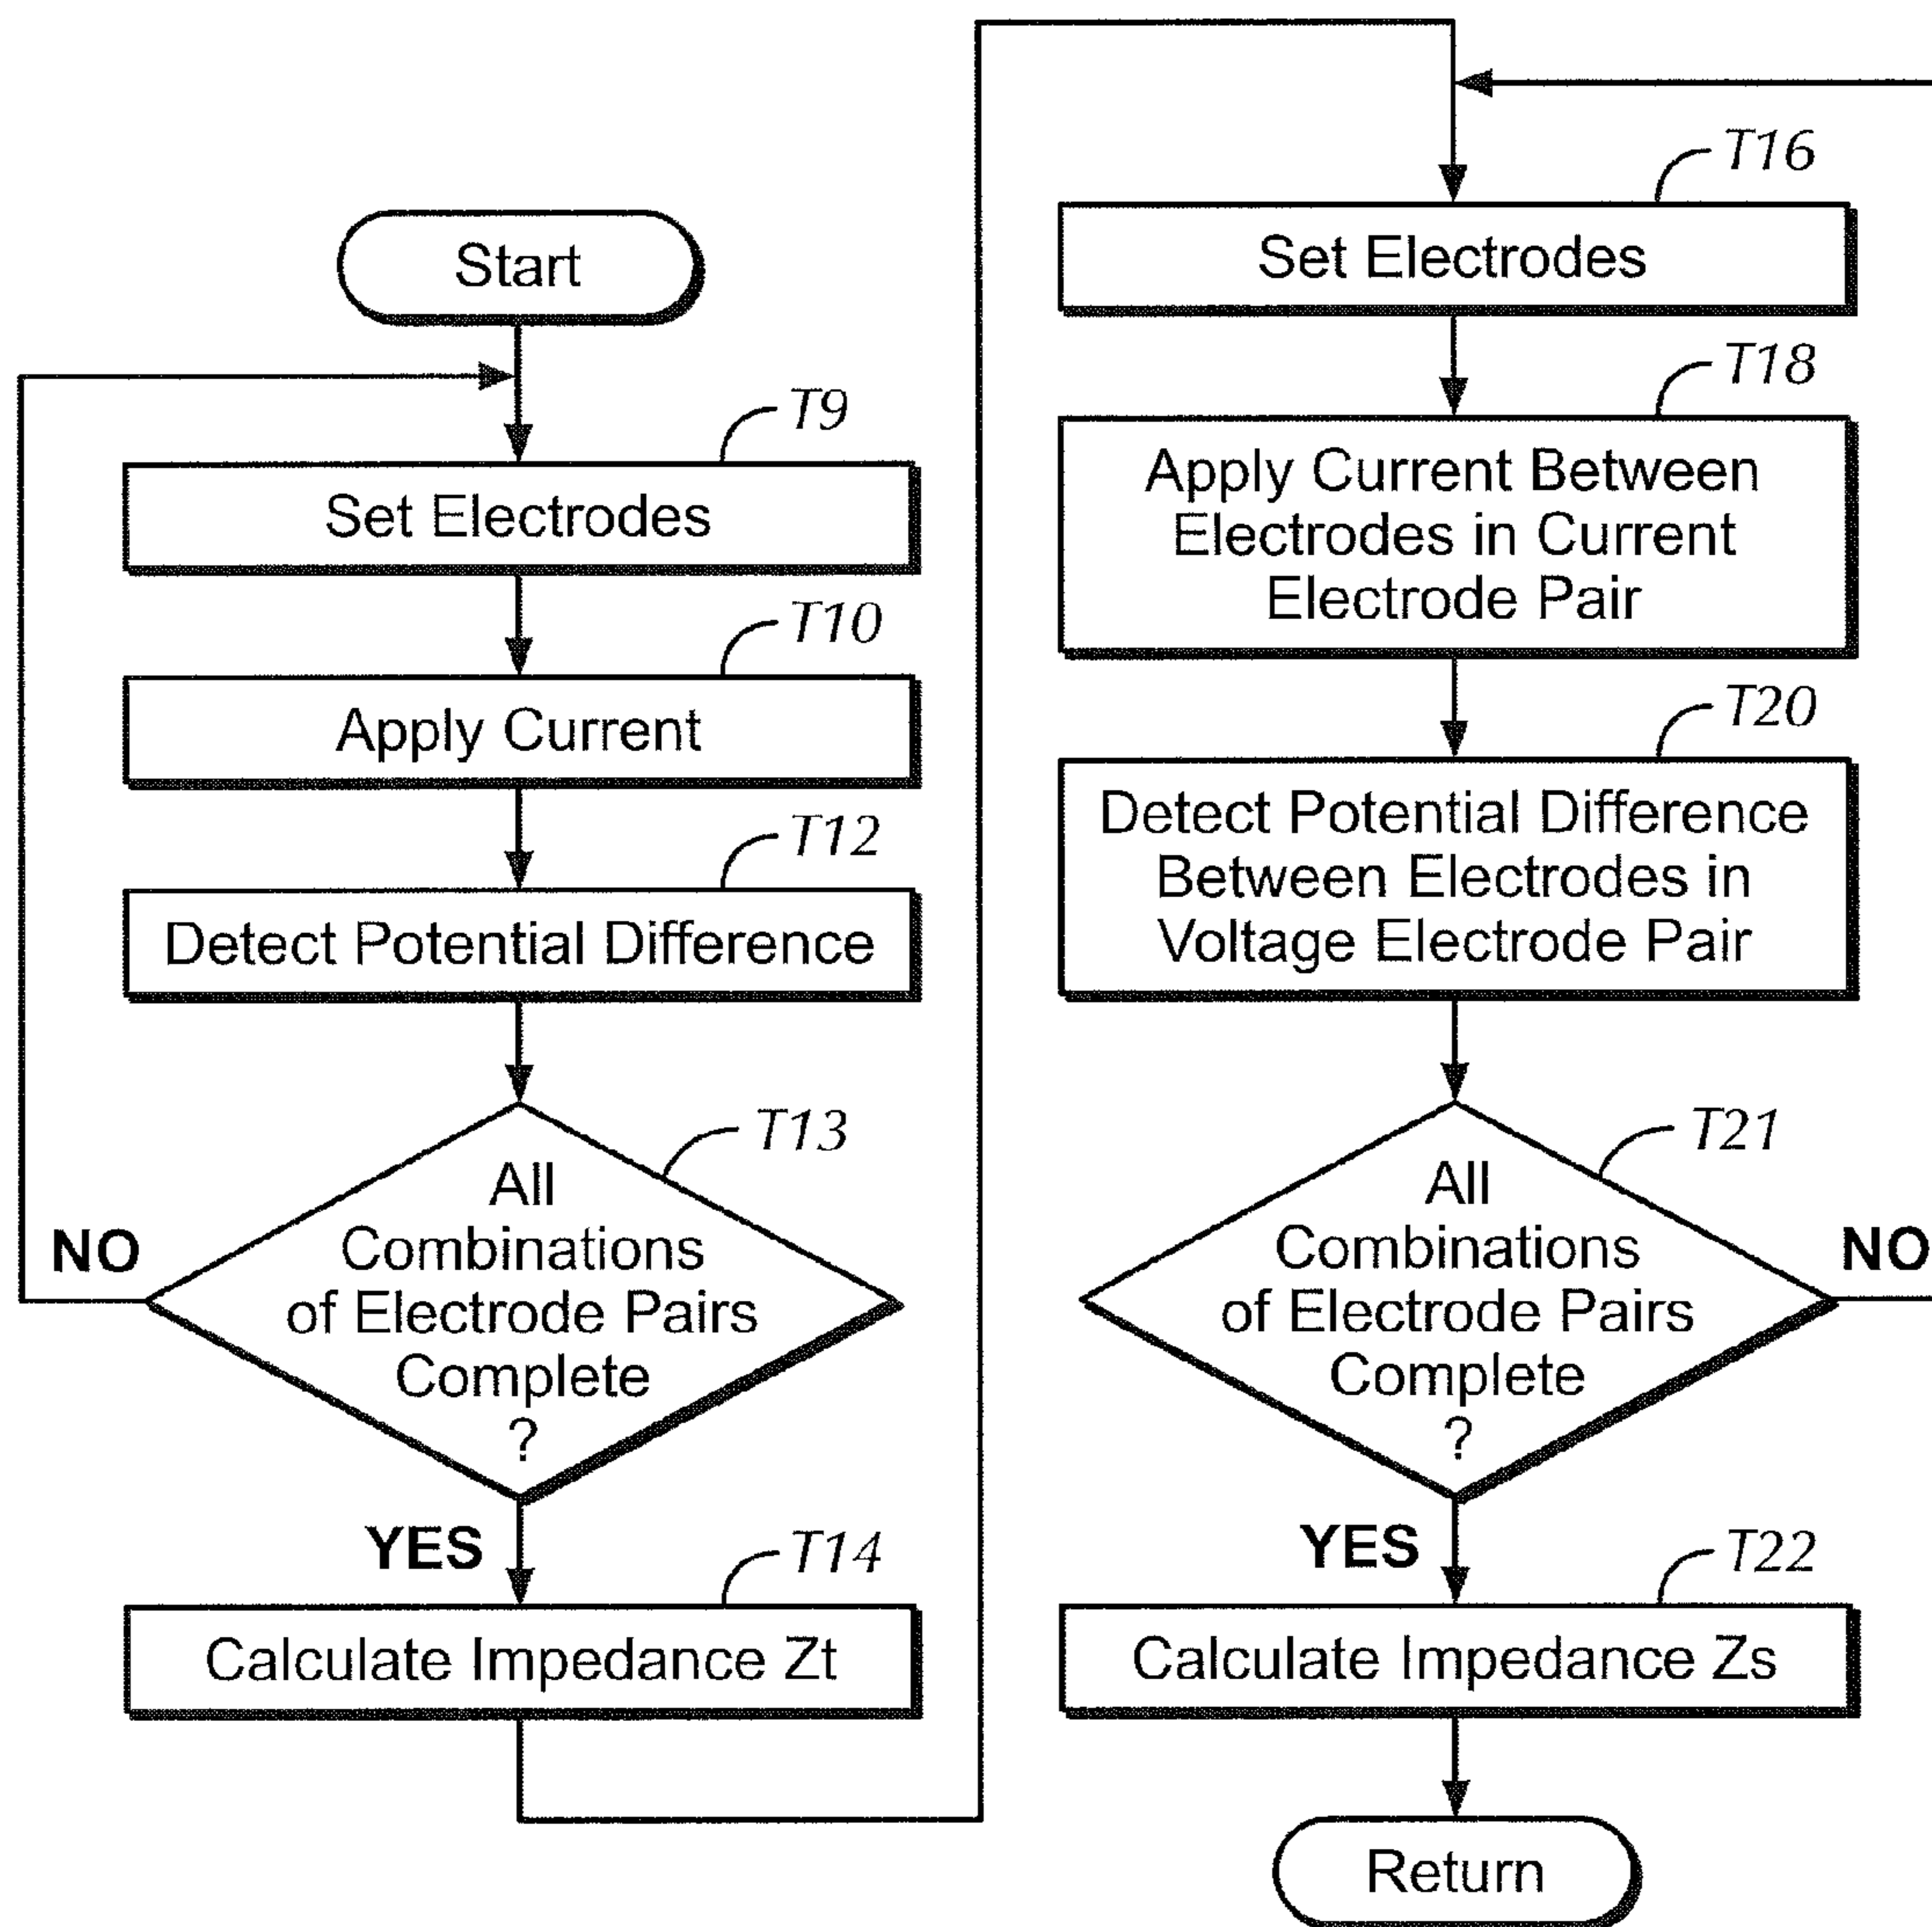 Start
T9
Set Electrodes
T10
Apply Current
T12
Detect Potential Difference
T13
All
Combinations
of Electrode Pairs
Complete
?
NO
YES
T14
Calculate Impedance Zt
T16
Set Electrodes
T18
Apply Current Between
Electrodes in Current
Electrode Pair
T20
Detect Potential Difference
Between Electrodes in
Voltage Electrode Pair
T21
All
Combinations
of Electrode Pairs
Complete
?
NO
YES
T22
Calculate Impedance Zs
Return